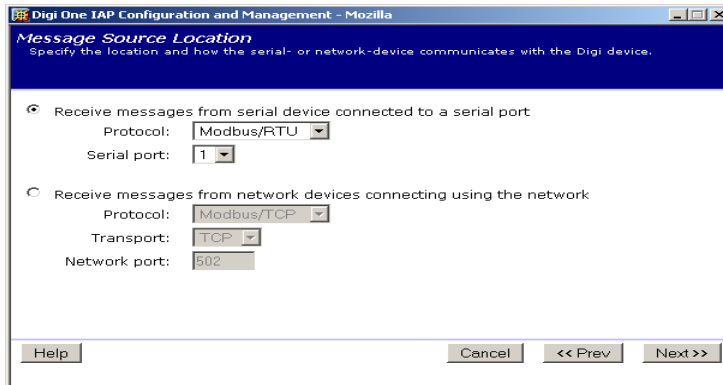 Digi One IAP Configuration and Management - Mozilla
Message Source Location
Specify the location and how the serial- or network-device communicates with the Digi device.
Receive messages from serial device connected to a serial port
Protocol: Modbus/RTU
Serial port: 1
Receive messages from network devices connecting using the network
Protocol: Modbus/TCP
Transport: TCP
Network port: 502
Help Cancel << Prev Next >>